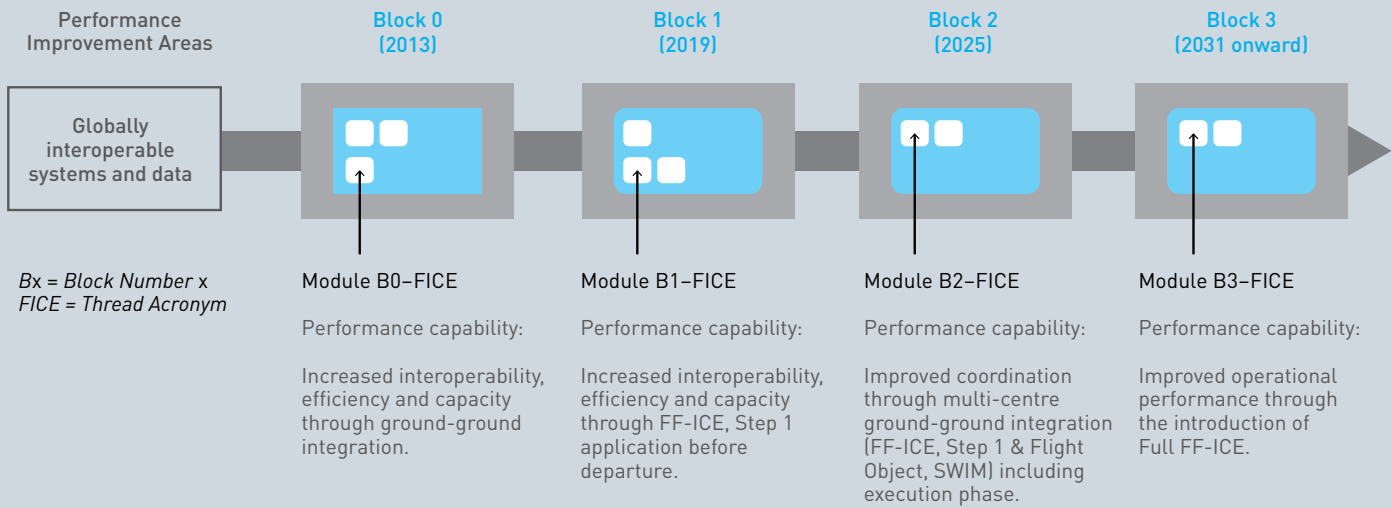 Performance
Improvement Areas
Block 0
(2013)
Block 1
(2019)
Block 2
(2025)
Block 3
(2031 onward)
Globally
interoperable
systems and data
Bx = Block Number x
FICE = Thread Acronym
Module B0–FICE
Performance capability:
Increased interoperability,
efficiency and capacity
through ground-ground
integration.
Module B1–FICE
Performance capability:
Increased interoperability,
efficiency and capacity
through FF-ICE, Step 1
application before
departure.
Module B2–FICE
Performance capability:
Improved coordination
through multi-centre
ground-ground integration
(FF-ICE, Step 1 & Flight
Object, SWIM) including
execution phase.
Module B3–FICE
Performance capability:
Improved operational
performance through
the introduction of
Full FF-ICE.